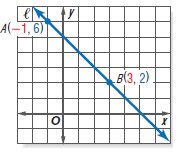 ℓ
y
A(−1, 6)
B(3, 2)
O
x